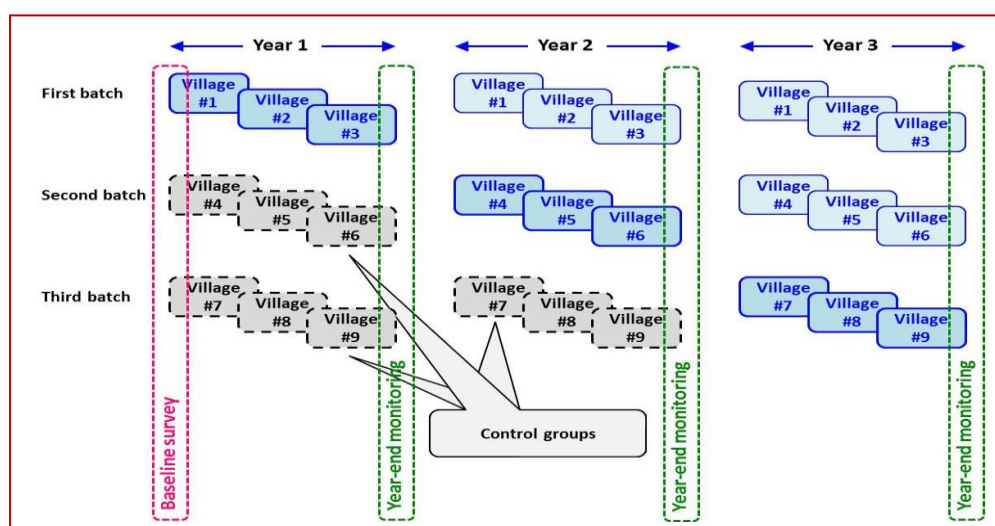 Year 1
Year 2
Year 3
First batch
Village
#1
Village
#2
Village
#3
Village
#1
Village
#2
Village
#3
Village
#1
Village
#2
Village
#3
Second batch
Village
#4
Village
#5
Village
#6
Village
#4
Village
#5
Village
#6
Village
#4
Village
#5
Village
#6
Third batch
Village
#7
Village
#8
Village
#9
Village
#7
Village
#8
Village
#9
Village
#7
Village
#8
Village
#9
Control groups
Baseline survey
Year-end monitoring
Year-end monitoring
Year-end monitoring